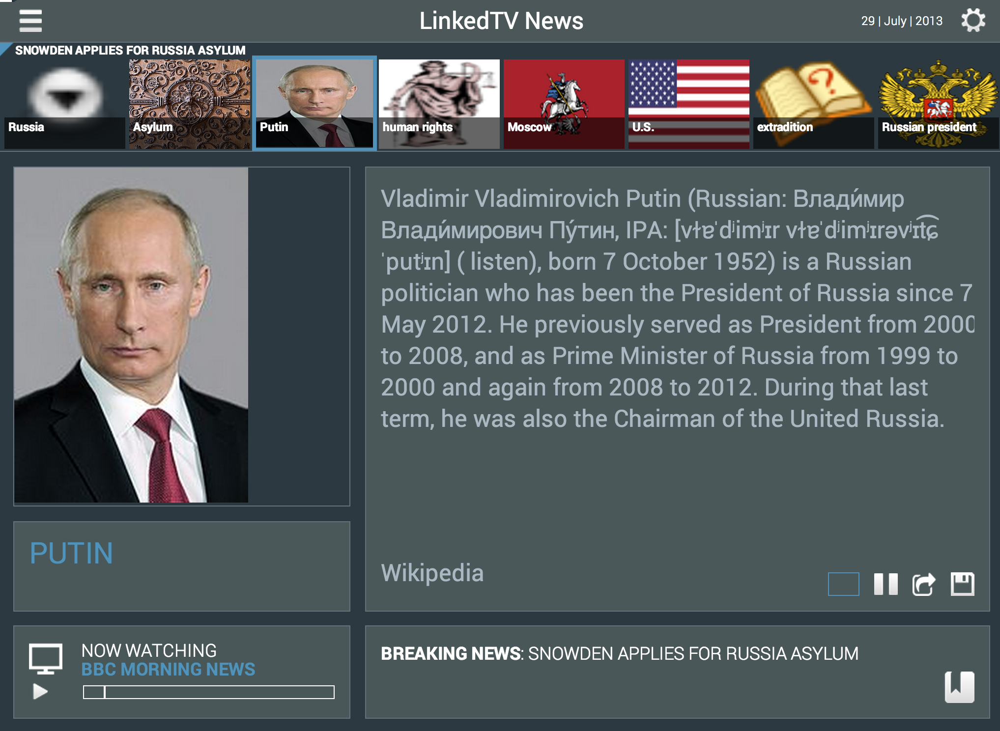 LinkedTV News
29 | July | 2013
SNOWDEN APPLIES FOR RUSSIA ASYLUM
Russia
Asylum
Putin
human rights
Moscow
U.S.
extradition
Russian president
Vladimir Vladimirovich Putin (Russian: Влади́мир
Влади́мирович Пу́тин, IPA: [vɫɐˈdʲimʲɪr vɫɐˈdʲimʲɪrəvʲɪt͡ɕ
ˈputʲɪn] ( listen), born 7 October 1952) is a Russian
politician who has been the President of Russia since 7
May 2012. He previously served as President from 2000
to 2008, and as Prime Minister of Russia from 1999 to
2000 and again from 2008 to 2012. During that last
term, he was also the Chairman of the United Russia.
Wikipedia
PUTIN
NOW WATCHING
BBC MORNING NEWS
BREAKING NEWS: SNOWDEN APPLIES FOR RUSSIA ASYLUM